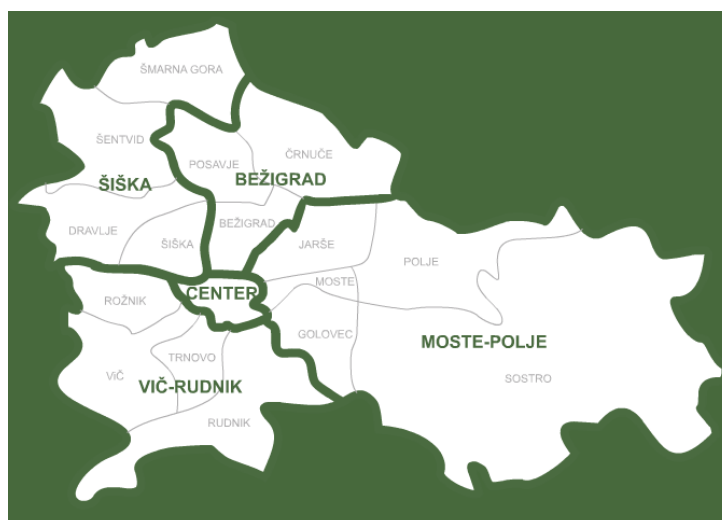 ŠMARNA GORA
ŠENTVID
ČRNUČE
POSAVJE
ŠIŠKA
BEŽIGRAD
DRAVLJE
BEŽIGRAD
ŠIŠKA
JARŠE
POLJE
MOSTE
CENTER
ROŽNIK
GOLOVEC
MOSTE-POLJE
TRNOVO
ViČ
VIČ-RUDNIK
SOSTRO
RUDNIK